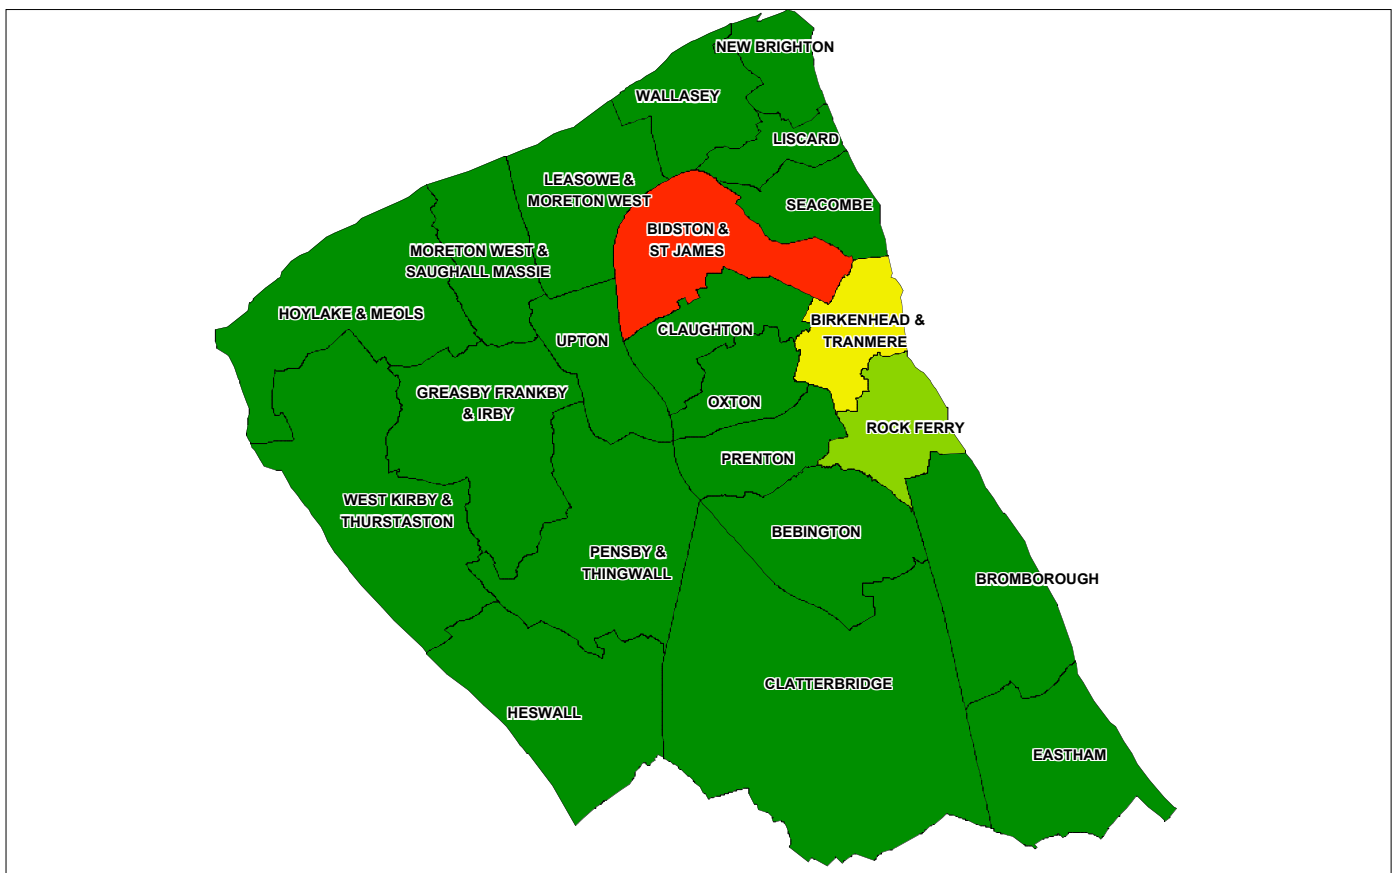 NEW BRIGHTON
WALLASEY
LISCARD
LEASOWE &
MORETON WEST
SEACOMBE
BIDSTON &
ST JAMES
MORETON WEST &
SAUGHALL MASSIE
HOYLAKE & MEOLS
BIRKENHEAD &
TRANMERE
CLAUGHTON
UPTON
GREASBY FRANKBY
& IRBY
OXTON
ROCK FERRY
PRENTON
WEST KIRBY &
THURSTASTON
BEBINGTON
PENSBY &
THINGWALL
BROMBOROUGH
CLATTERBRIDGE
HESWALL
EASTHAM